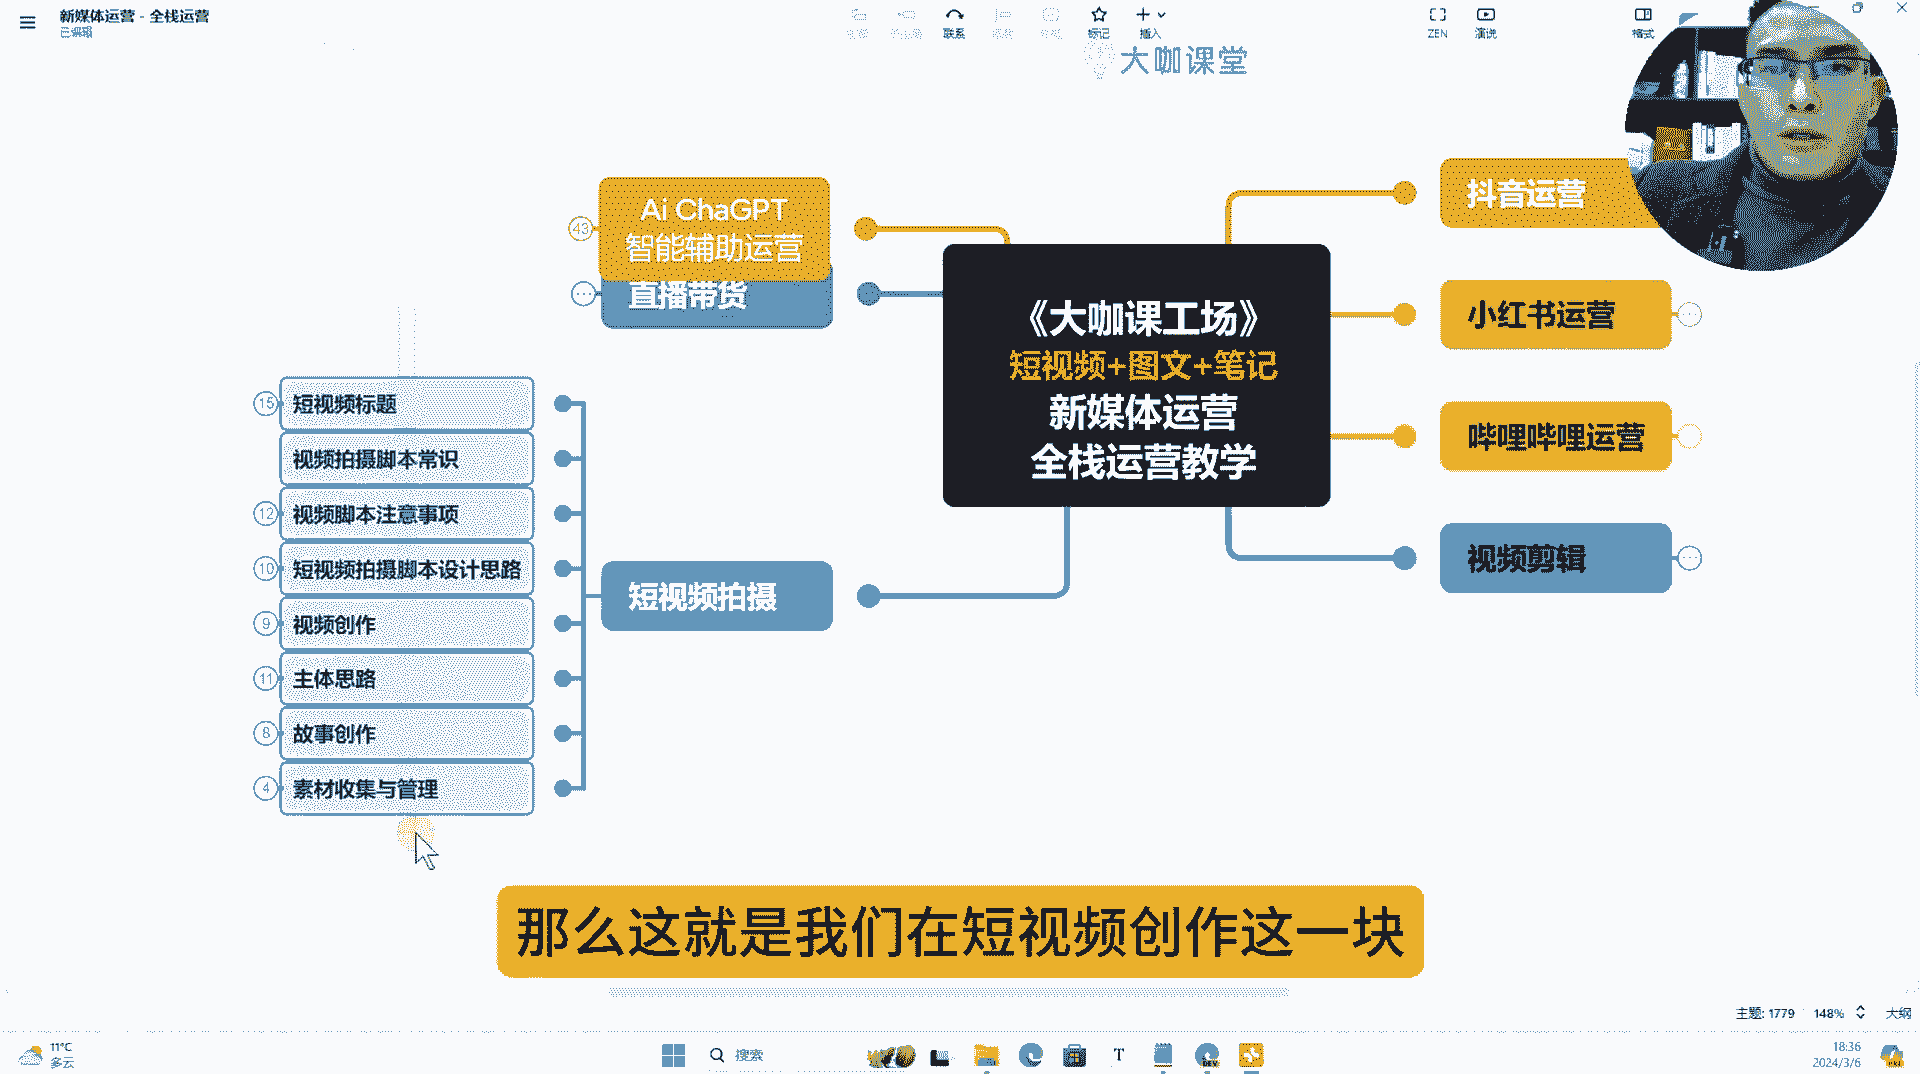 新媒体运营 - 全栈运营
已编辑
联系
标记
插入
ZEN
演说
格式
大咖课堂
43
Ai ChaGPT
智能辅助运营
直播带货
抖音运营
《大咖课工场》
短视频+图文+笔记
新媒体运营
全栈运营教学
小红书运营
哔哩哔哩运营
视频剪辑
15
短视频标题
视频拍摄脚本常识
12
视频脚本注意事项
10
短视频拍摄脚本设计思路
9
视频创作
11
主体思路
8
故事创作
4
素材收集与管理
短视频拍摄
那么这就是我们在短视频创作这一块
主题: 1779
148%
大纲
11°C
多云
搜索
18:36
2024/3/6